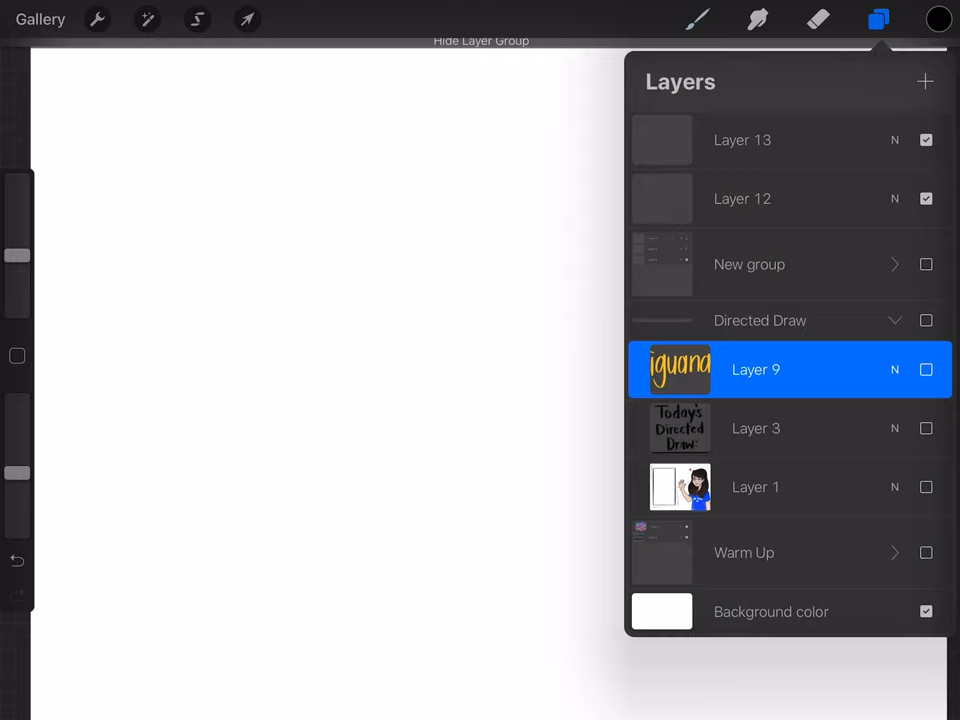 Gallery
Hide Layer Group
Layers
Layer 13 N
Layer 12 N
New group
Directed Draw
iguana Layer 9 N
Today's
Directed
Draw:
Layer 3 N
Layer 1 N
Warm Up
Background color